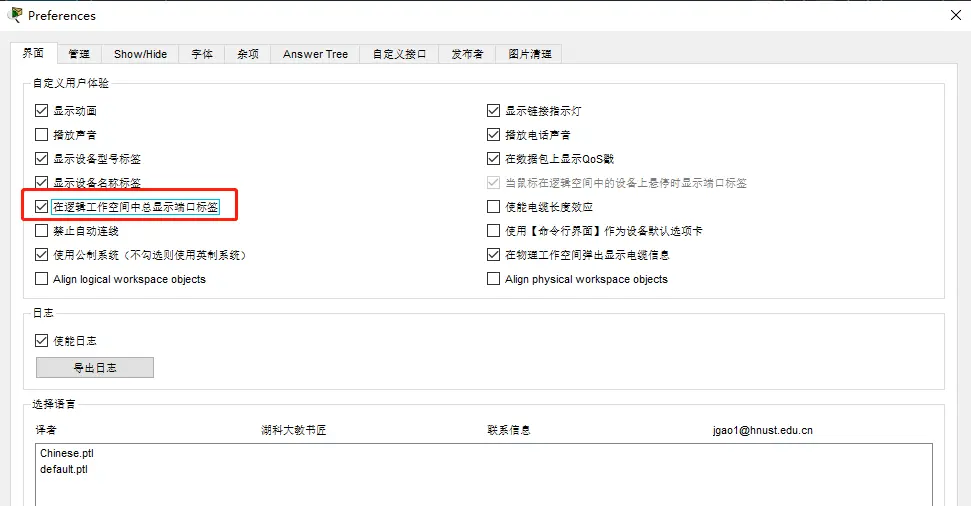 Preferences
界面 管理 Show/Hide 字体 杂项 Answer Tree 自定义接口 发布者 图片清理
自定义用户体验
显示动画 显示链接指示灯
播放声音 播放电话声音
显示设备型号标签 在数据包上显示QoS戳
显示设备名称标签 当鼠标在逻辑空间中的设备上悬停时显示端口标签
在逻辑工作空间中总显示端口标签 使能电缆长度效应
禁止自动连线 使用【命令行界面】作为设备默认选项卡
使用公制系统（不勾选则使用英制系统） 在物理工作空间弹出显示电缆信息
Align logical workspace objects Align physical workspace objects
日志
使能日志
导出日志
选择语言
译者 湖科大教书匠 联系信息 jgao1@hnust.edu.cn
Chinese.ptl
default.ptl